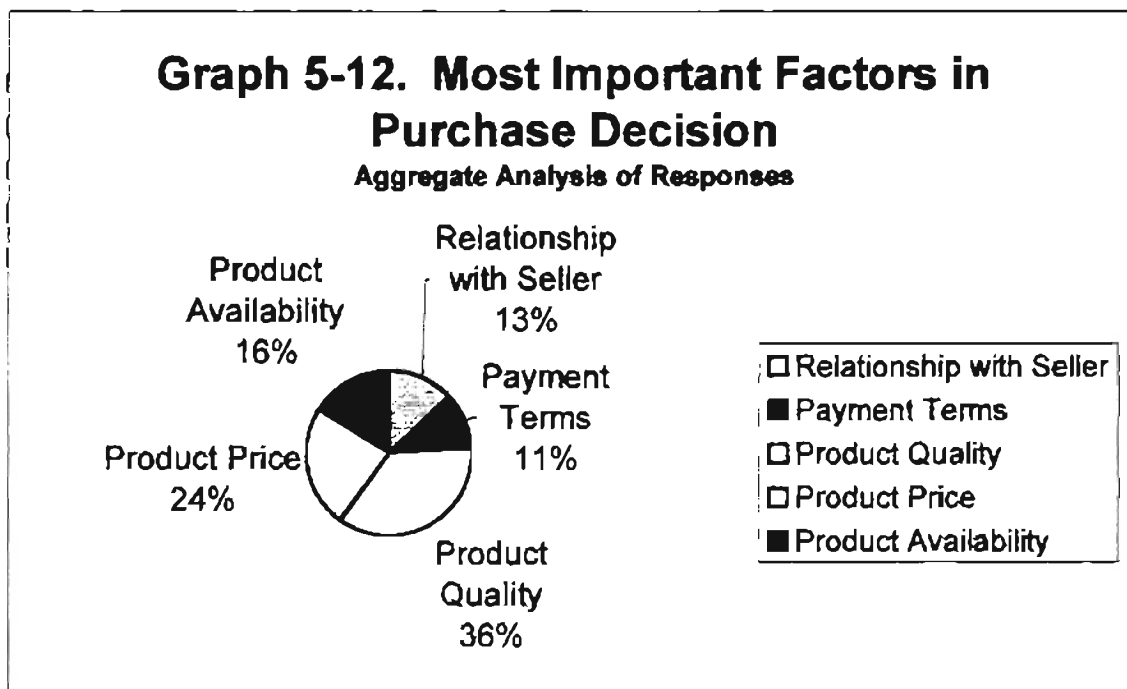 Graph 5-12. Most Important Factors in
Purchase Decision
Aggregate Analysis of Responses
Relationship
with Seller
13%
Product
Availability
16%
Payment
Terms
11%
Product Price
24%
Product
Quality
36%
Relationship with Seller
Payment Terms
Product Quality
Product Price
Product Availability